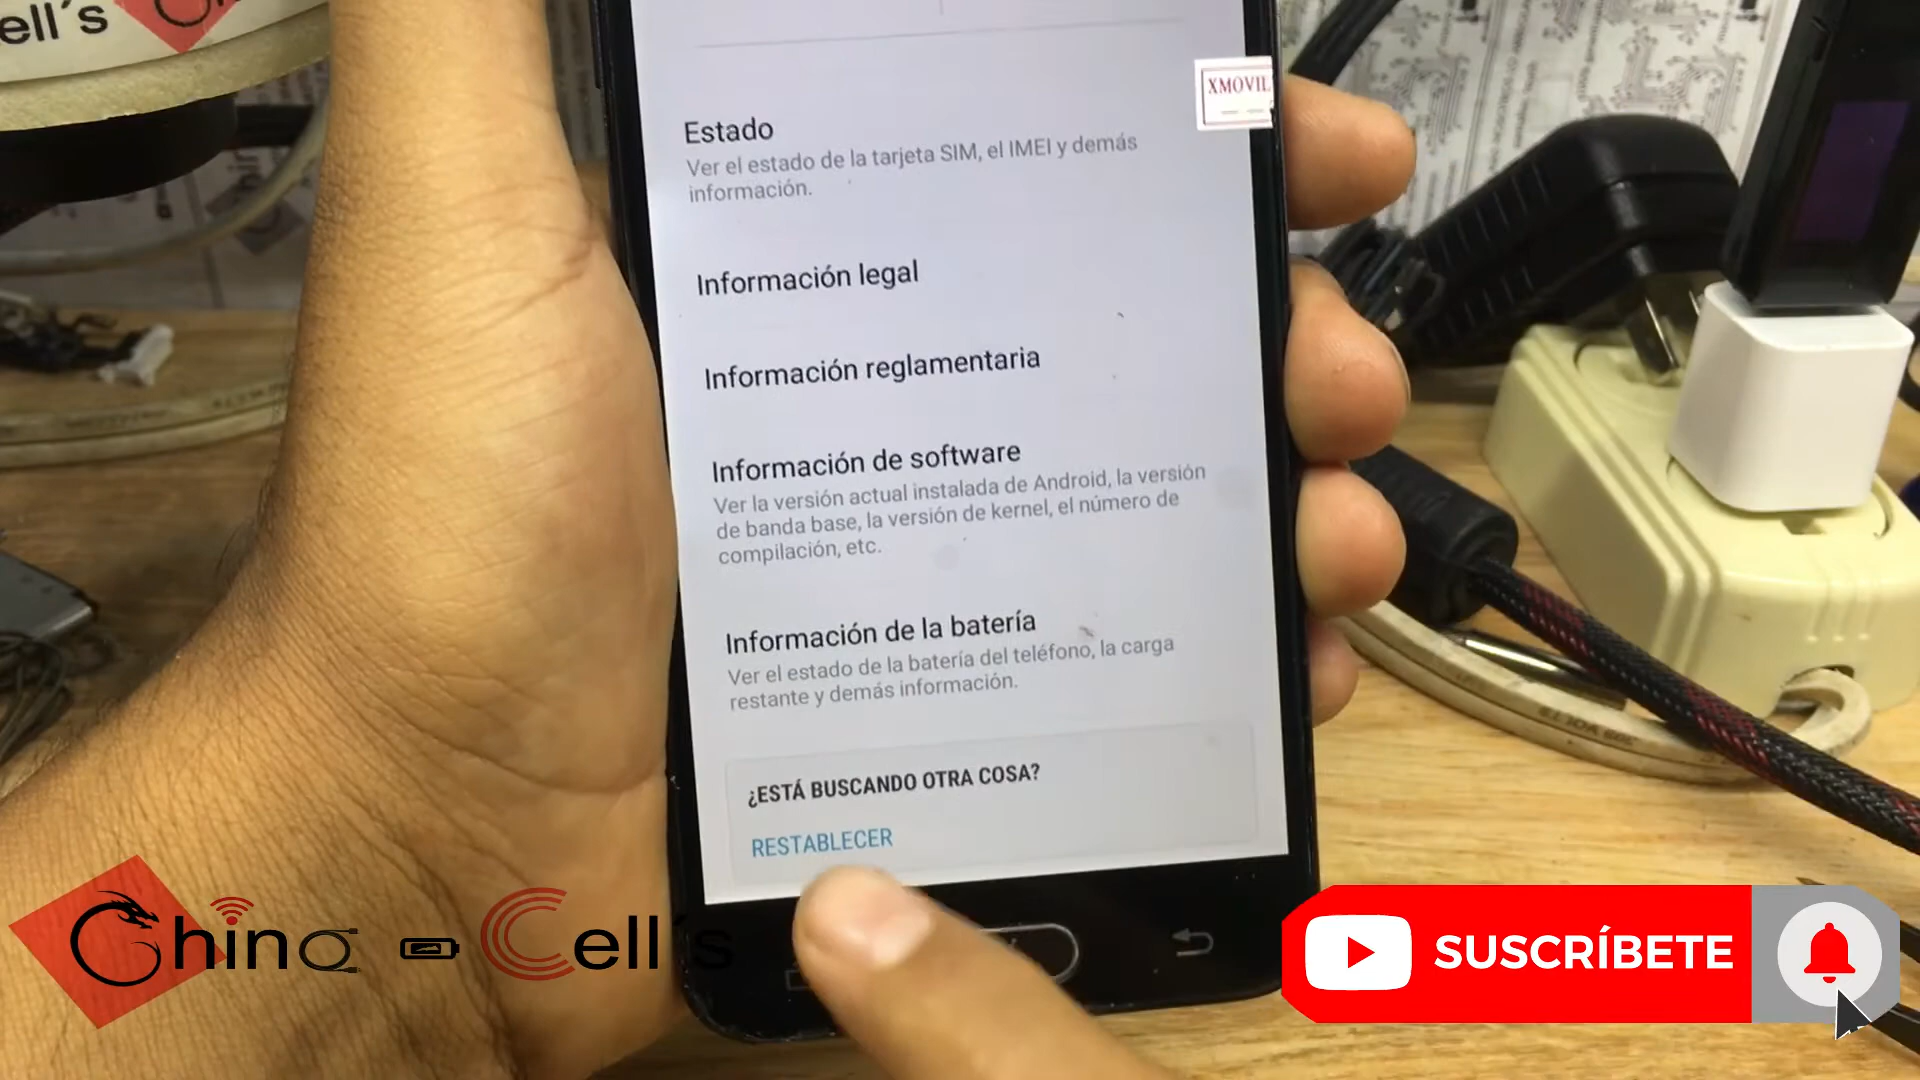 ell´s
XMOVIL
Estado
Ver el estado de la tarjeta SIM, el IMEI y demás
información.
Información legal
Información reglamentaria
Información de software
Ver la versión actual instalada de Android, la versión
de banda base, la versión de kernel, el número de
compilación, etc.
Información de la batería
Ver el estado de la batería del teléfono, la carga
restante y demás información.
¿ESTÁ BUSCANDO OTRA COSA?
RESTABLECER
Chino Cell´s
SUSCRÍBETE